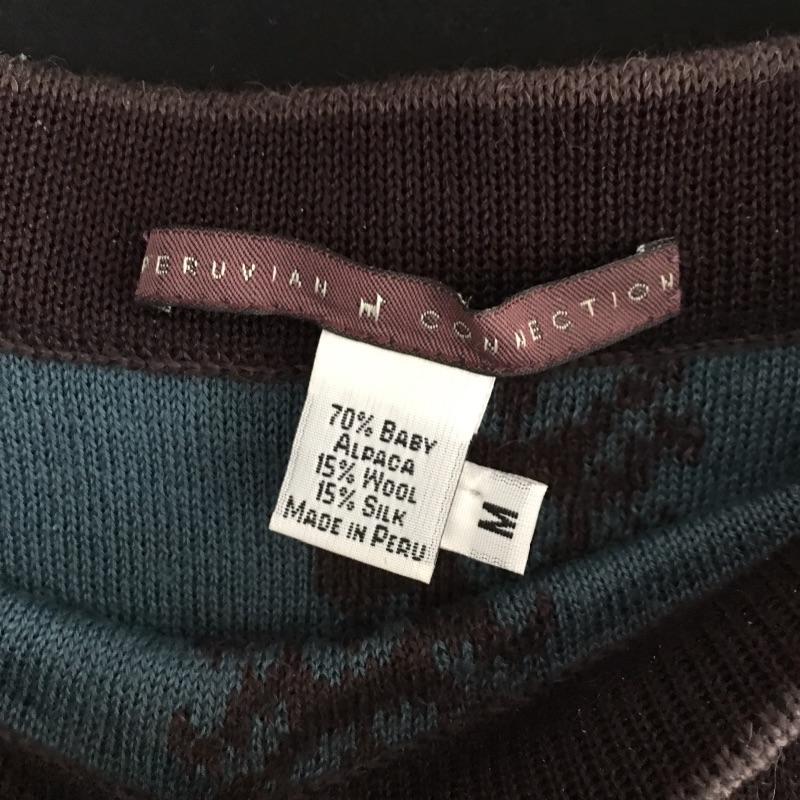 PERUVIAN CONNECTION
70% BABY
ALPACA
15% WOOL
15% SILK
MADE IN PERU
M